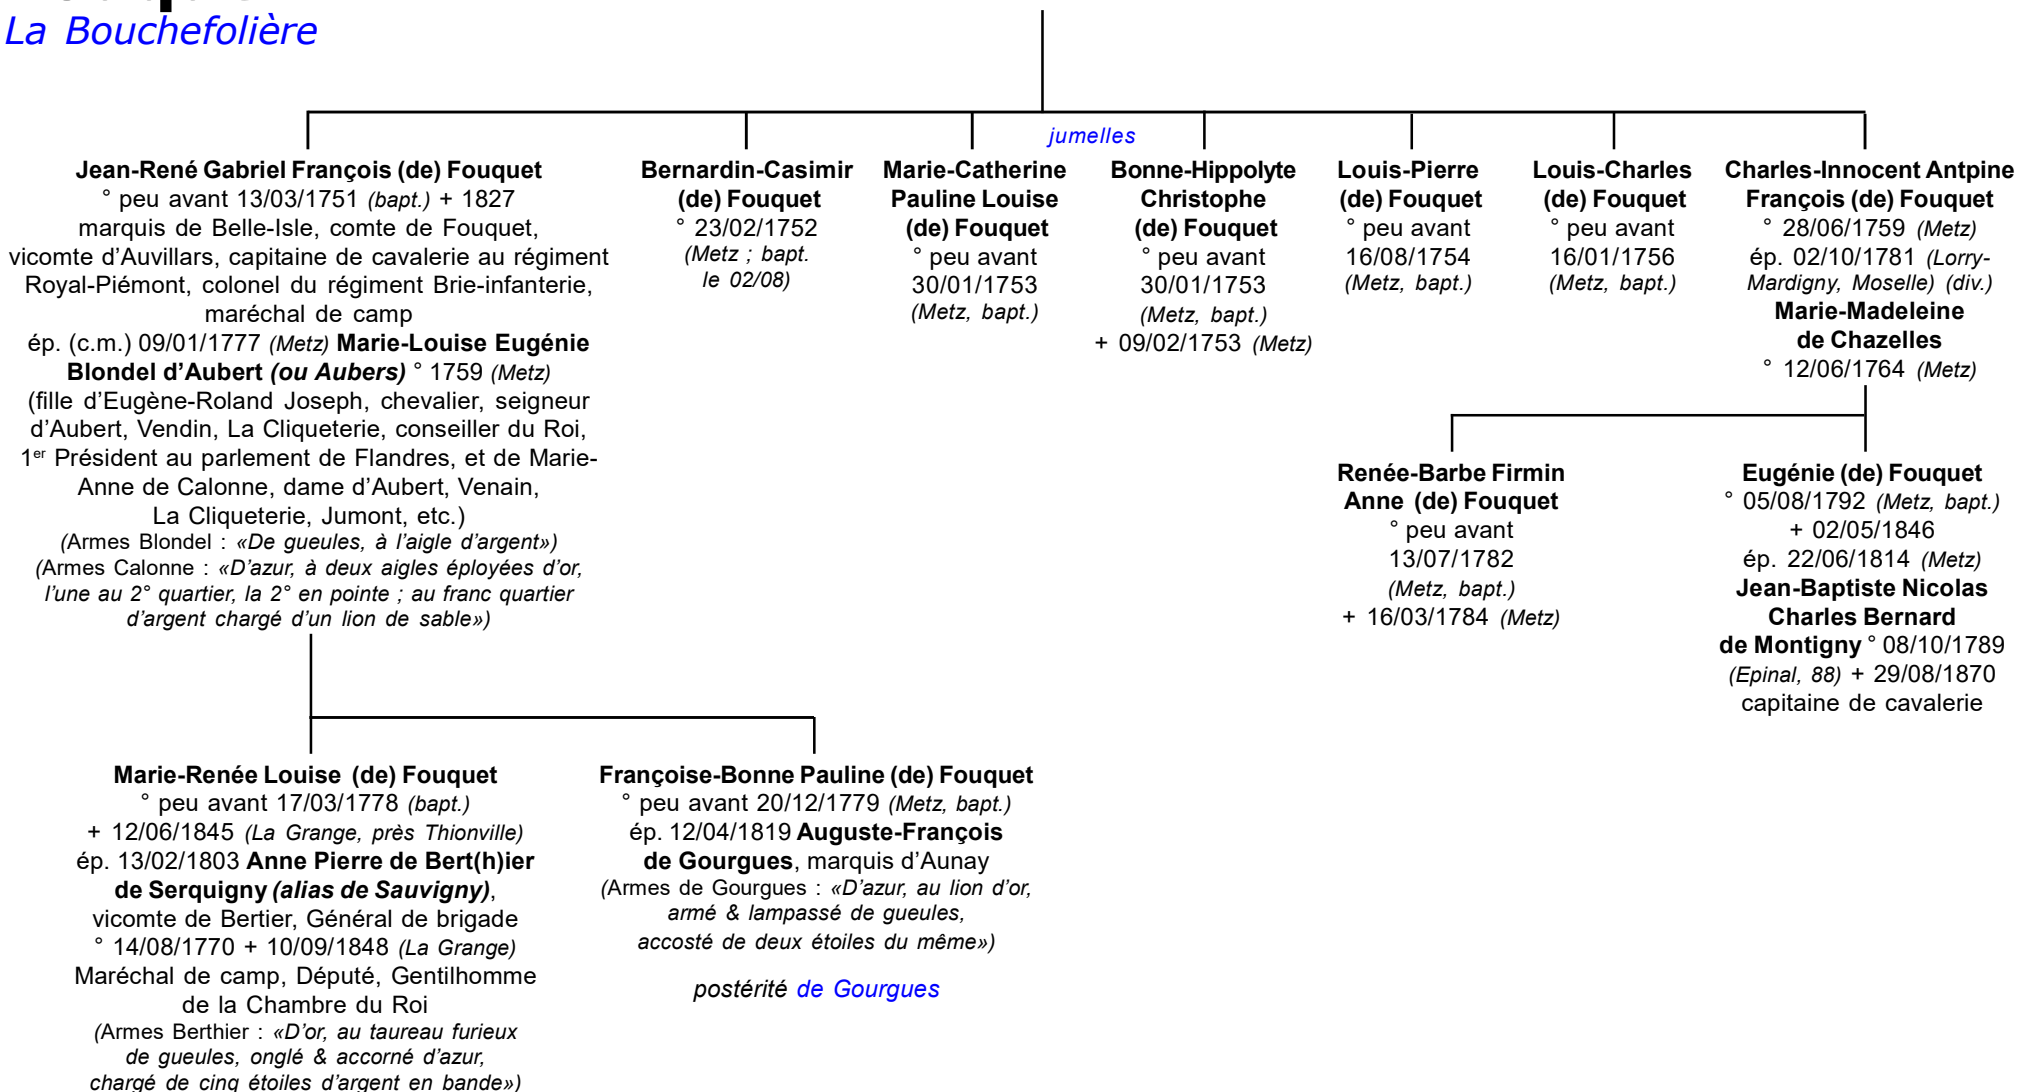 La Bouchefolière
jumelles
Jean-René Gabriel François (de) Fouquet
° peu avant 13/03/1751 (bapt.) + 1827
marquis de Belle-Isle, comte de Fouquet,
vicomte d’Auvillars, capitaine de cavalerie au régiment
Royal-Piémont, colonel du régiment Brie-infanterie,
maréchal de camp
ép. (c.m.) 09/01/1777 (Metz) Marie-Louise Eugénie
Blondel d’Aubert (ou Aubers) ° 1759 (Metz)
(fille d’Eugène-Roland Joseph, chevalier, seigneur
d’Aubert, Vendin, La Cliqueterie, conseiller du Roi,
1er Président au parlement de Flandres, et de Marie-
Anne de Calonne, dame d’Aubert, Venain,
La Cliqueterie, Jumont, etc.)
(Armes Blondel : «De gueules, à l’aigle d’argent»)
(Armes Calonne : «D’azur, à deux aigles éployées d’or,
l’une au 2° quartier, la 2° en pointe ; au franc quartier
d’argent chargé d’un lion de sable»)
Bernardin-Casimir
(de) Fouquet
° 23/02/1752
(Metz ; bapt.
le 02/08)
Marie-Catherine
Pauline Louise
(de) Fouquet
° peu avant
30/01/1753
(Metz, bapt.)
Bonne-Hippolyte
Christophe
(de) Fouquet
° peu avant
30/01/1753
(Metz, bapt.)
+ 09/02/1753 (Metz)
Louis-Pierre
(de) Fouquet
° peu avant
16/08/1754
(Metz, bapt.)
Louis-Charles
(de) Fouquet
° peu avant
16/01/1756
(Metz, bapt.)
Charles-Innocent Antpine
François (de) Fouquet
° 28/06/1759 (Metz)
ép. 02/10/1781 (Lorry-
Mardigny, Moselle) (div.)
Marie-Madeleine
de Chazelles
° 12/06/1764 (Metz)
Renée-Barbe Firmin
Anne (de) Fouquet
° peu avant
13/07/1782
(Metz, bapt.)
+ 16/03/1784 (Metz)
Eugénie (de) Fouquet
° 05/08/1792 (Metz, bapt.)
+ 02/05/1846
ép. 22/06/1814 (Metz)
Jean-Baptiste Nicolas
Charles Bernard
de Montigny ° 08/10/1789
(Epinal, 88) + 29/08/1870
capitaine de cavalerie
Marie-Renée Louise (de) Fouquet
° peu avant 17/03/1778 (bapt.)
+ 12/06/1845 (La Grange, près Thionville)
ép. 13/02/1803 Anne Pierre de Bert(h)ier
de Serquigny (alias de Sauvigny),
vicomte de Bertier, Général de brigade
° 14/08/1770 + 10/09/1848 (La Grange)
Maréchal de camp, Député, Gentilhomme
de la Chambre du Roi
(Armes Berthier : «D’or, au taureau furieux
de gueules, onglé & accorné d’azur,
chargé de cinq étoiles d’argent en bande»)
Françoise-Bonne Pauline (de) Fouquet
° peu avant 20/12/1779 (Metz, bapt.)
ép. 12/04/1819 Auguste-François
de Gourgues, marquis d’Aunay
(Armes de Gourgues : «D’azur, au lion d’or,
armé & lampassé de gueules,
accosté de deux étoiles du même»)
postérité de Gourgues